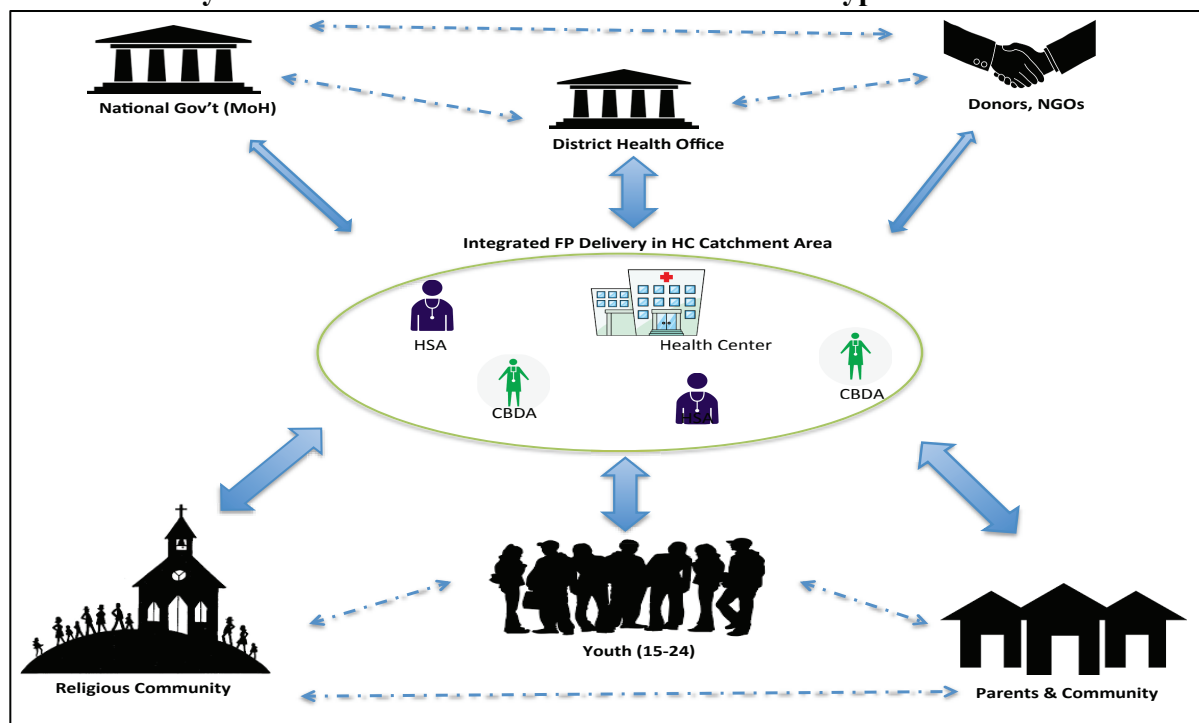 National Gov't (MoH)
Donors, NGOs
District Health Office
Integrated FP Delivery in HC Catchment Area
HSA
Health Center
CBDA
HSA
CBDA
Youth (15-24)
Religious Community
Parents & Community